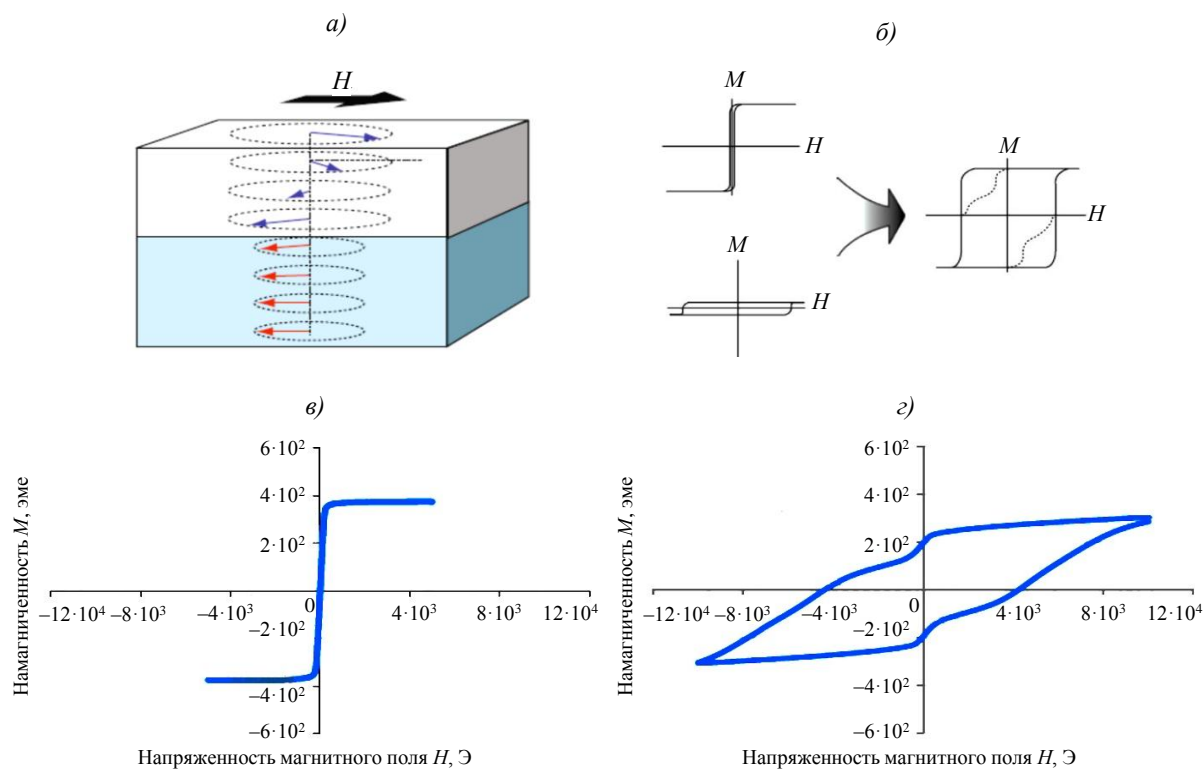 а)
H
б)
M
H
M
H
M
H
в)
6·10²
4·10²
2·10²
−12·10⁴ −8·10³ −4·10³ 0 4·10³ 8·10³ 12·10⁴
−2·10²
−4·10²
−6·10²
Намагниченность M, эме
Напряженность магнитного поля H, Э
г)
6·10²
4·10²
2·10²
−12·10⁴ −8·10³ −4·10³ 0 4·10³ 8·10³ 12·10⁴
−2·10²
−4·10²
−6·10²
Намагниченность M, эме
Напряженность магнитного поля H, Э